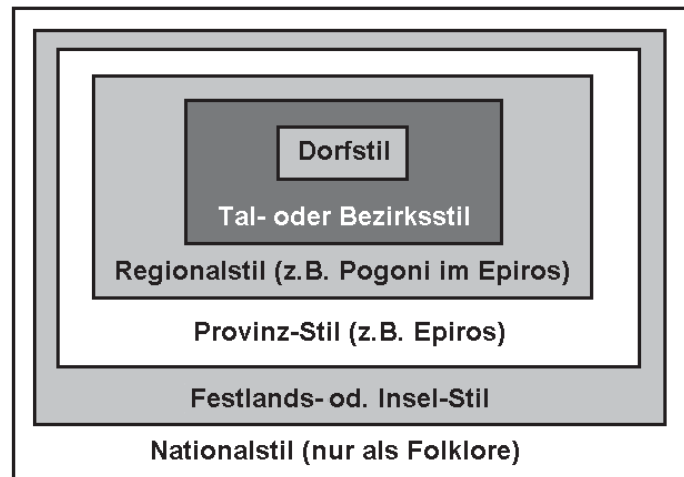 Dorfstil
Tal- oder Bezirksstil
Regionalstil (z.B. Pogoni im Epiros)
Provinz-Stil (z.B. Epiros)
Festlands- od. Insel-Stil
Nationalstil (nur als Folklore)